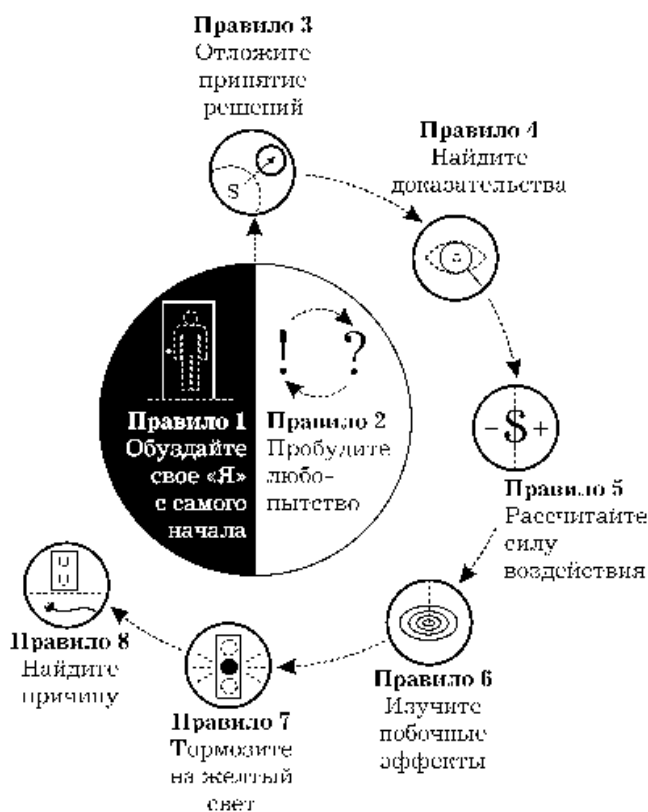 Правило 3
Отложите
принятие
решений
Правило 4
Найдите
доказательства
S
! ?
Правило 1
Обуздайте
свое «Я»
с самого
начала
Правило 2
Пробудите
любо-
пытство
– $ +
Правило 5
Рассчитайте
силу
воздействия
Правило 6
Изучите
побочные
эффекты
Правило 7
Тормозите
на желтый
свет
Правило 8
Найдите
причину